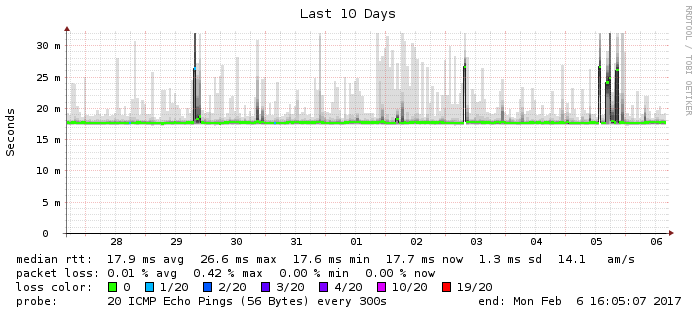 Last 10 Days
RRDTOOL / TOBI OETIKER
Seconds
30 m
25 m
20 m
15 m
10 m
5 m
0
28 29 30 31 01 02 03 04 05 06
median rtt: 17.9 ms avg 26.6 ms max 17.6 ms min 17.7 ms now 1.3 ms sd 14.1 am/s
packet loss: 0.01 % avg 0.42 % max 0.00 % min 0.00 % now
loss color: 0 1/20 2/20 3/20 4/20 10/20 19/20
probe: 20 ICMP Echo Pings (56 Bytes) every 300s end: Mon Feb 6 16:05:07 2017